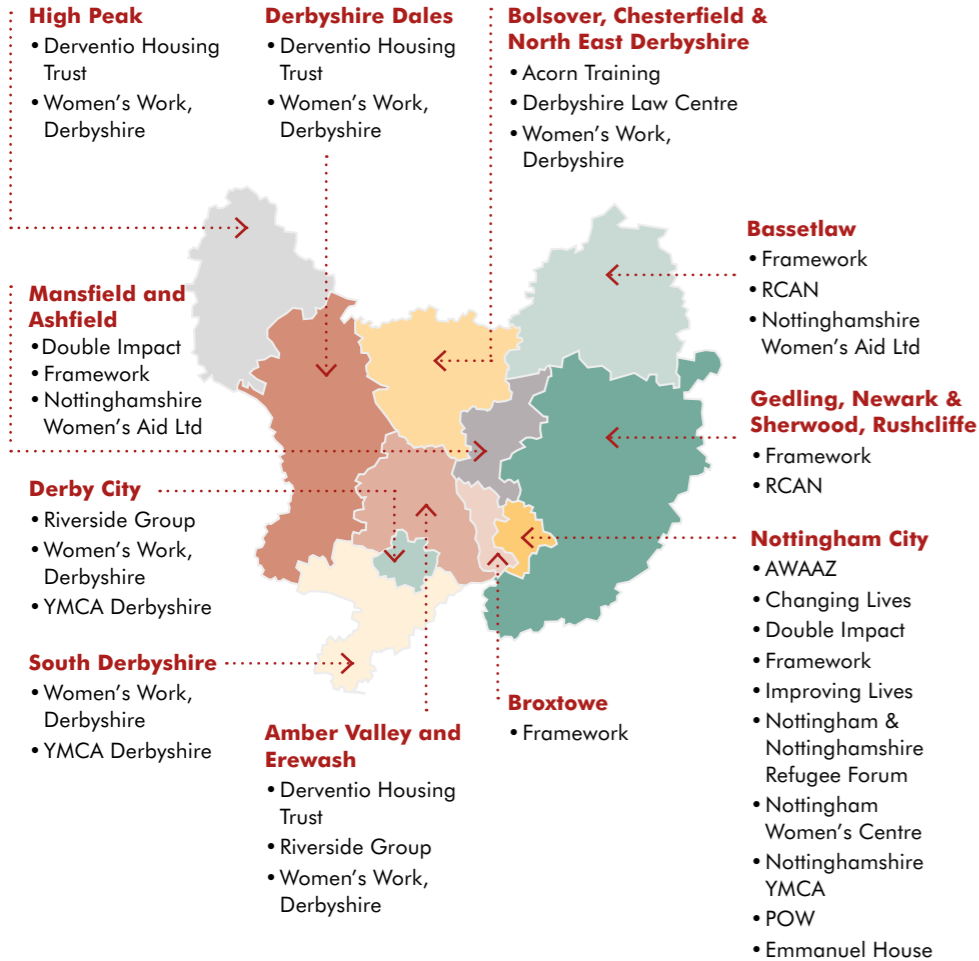 High Peak
• Derventio Housing
Trust
• Women's Work,
Derbyshire
Derbyshire Dales
• Derventio Housing
Trust
• Women's Work,
Derbyshire
Bolsover, Chesterfield &
North East Derbyshire
• Acorn Training
• Derbyshire Law Centre
• Women's Work,
Derbyshire
Bassetlaw
• Framework
• RCAN
• Nottinghamshire
Women's Aid Ltd
Mansfield and
Ashfield
• Double Impact
• Framework
• Nottinghamshire
Women's Aid Ltd
Gedling, Newark &
Sherwood, Rushcliffe
• Framework
• RCAN
Derby City
• Riverside Group
• Women's Work,
Derbyshire
• YMCA Derbyshire
Nottingham City
• AWAAZ
• Changing Lives
• Double Impact
• Framework
• Improving Lives
• Nottingham &
Nottinghamshire
Refugee Forum
• Nottingham
Women's Centre
• Nottinghamshire
YMCA
• POW
• Emmanuel House
South Derbyshire
• Women's Work,
Derbyshire
• YMCA Derbyshire
Amber Valley and
Erewash
• Derventio Housing
Trust
• Riverside Group
• Women's Work,
Derbyshire
Broxtowe
• Framework